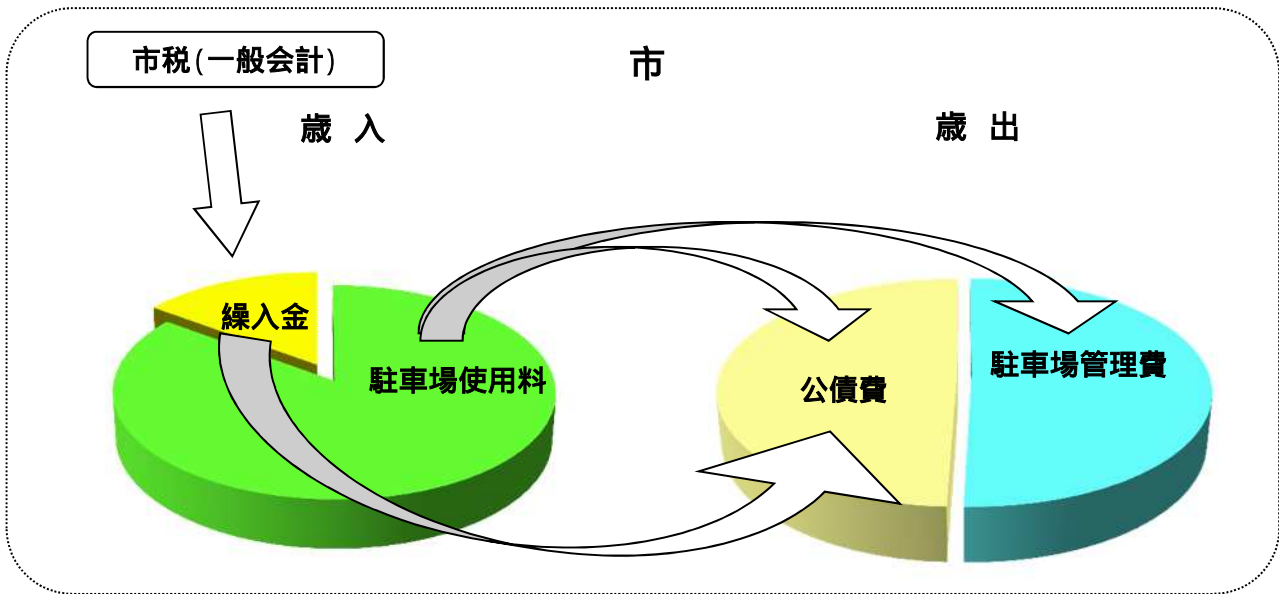 市税(一般会計)
市
歳入
歳出
繰入金
駐車場使用料
公債費
駐車場管理費